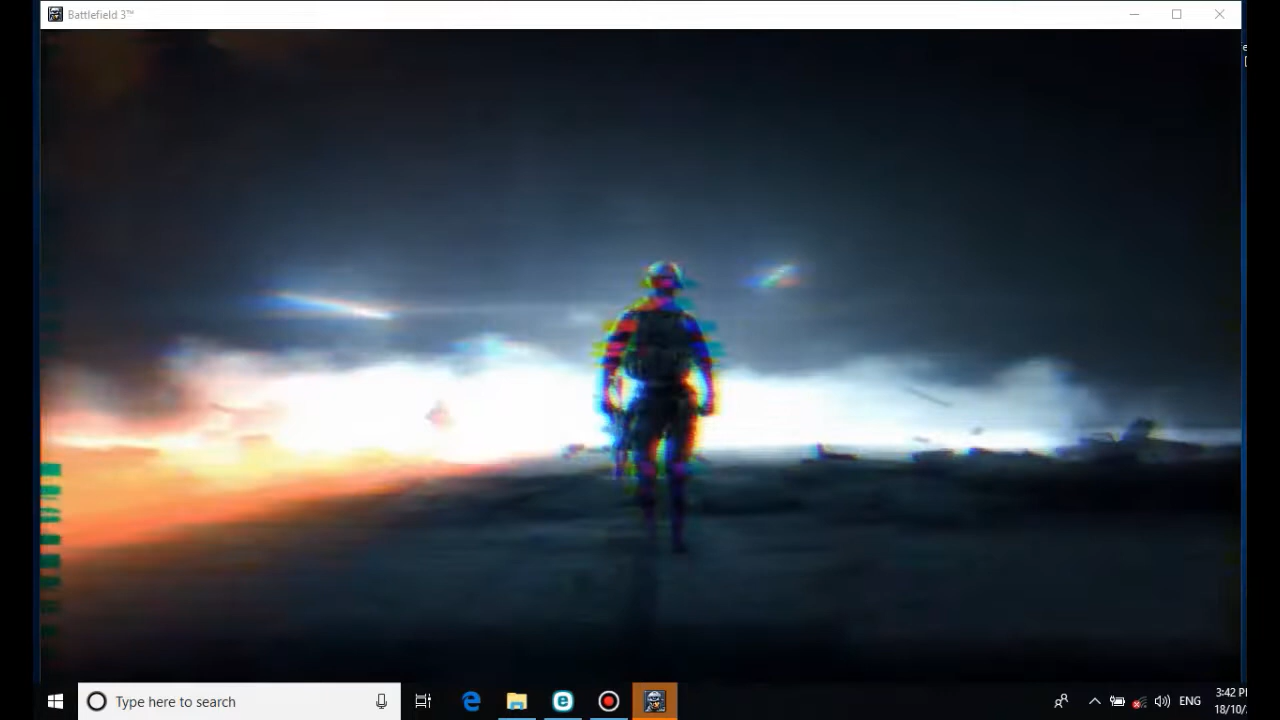 Battlefield 3™
Type here to search
ENG
3:42 P
18/10/